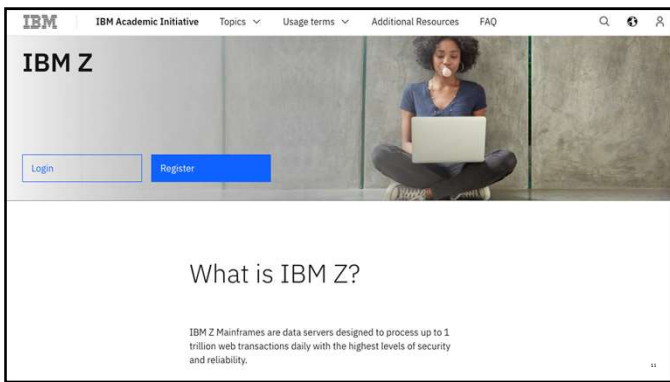 IBM IBM Academic Initiative Topics Usage terms Additional Resources FAQ
IBM Z
Login Register
What is IBM Z?
IBM Z Mainframes are data servers designed to process up to 1
trillion web transactions daily with the highest levels of security
and reliability.